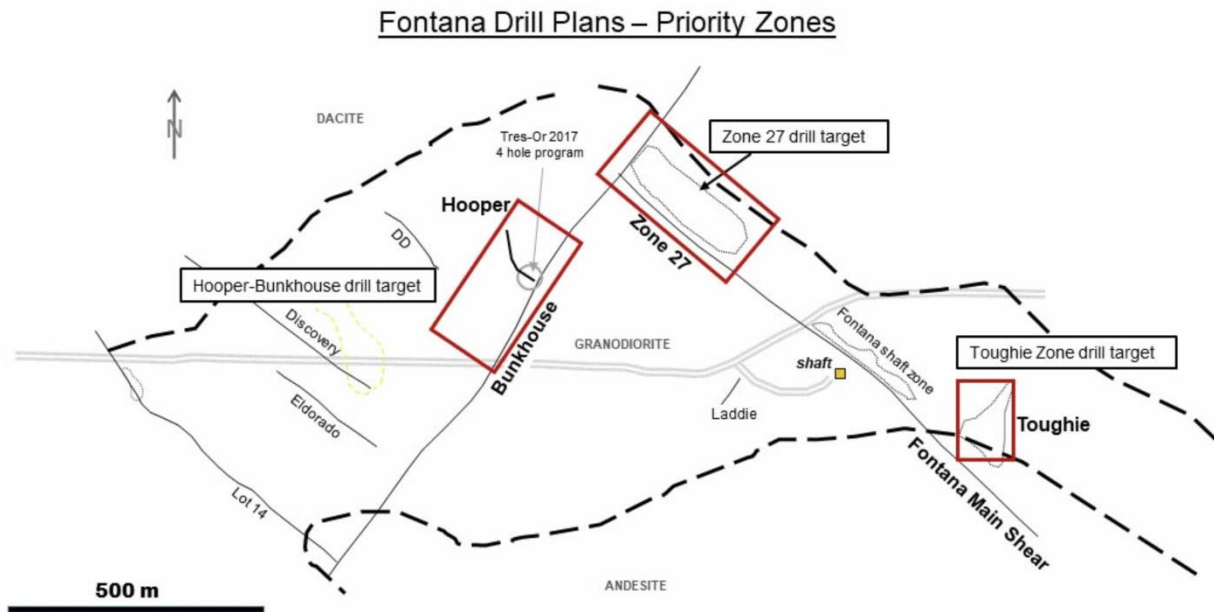 Fontana Drill Plans – Priority Zones
N
DACITE
Tres-Or 2017
4 hole program
Zone 27 drill target
Hooper
DD
Zone 27
Hooper-Bunkhouse drill target
Discovery
Bunkhouse
GRANODIORITE
Fontana shaft zone
Toughie Zone drill target
shaft
Eldorado
Laddie
Toughie
Fontana Main Shear
Lot 14
ANDESITE
500 m